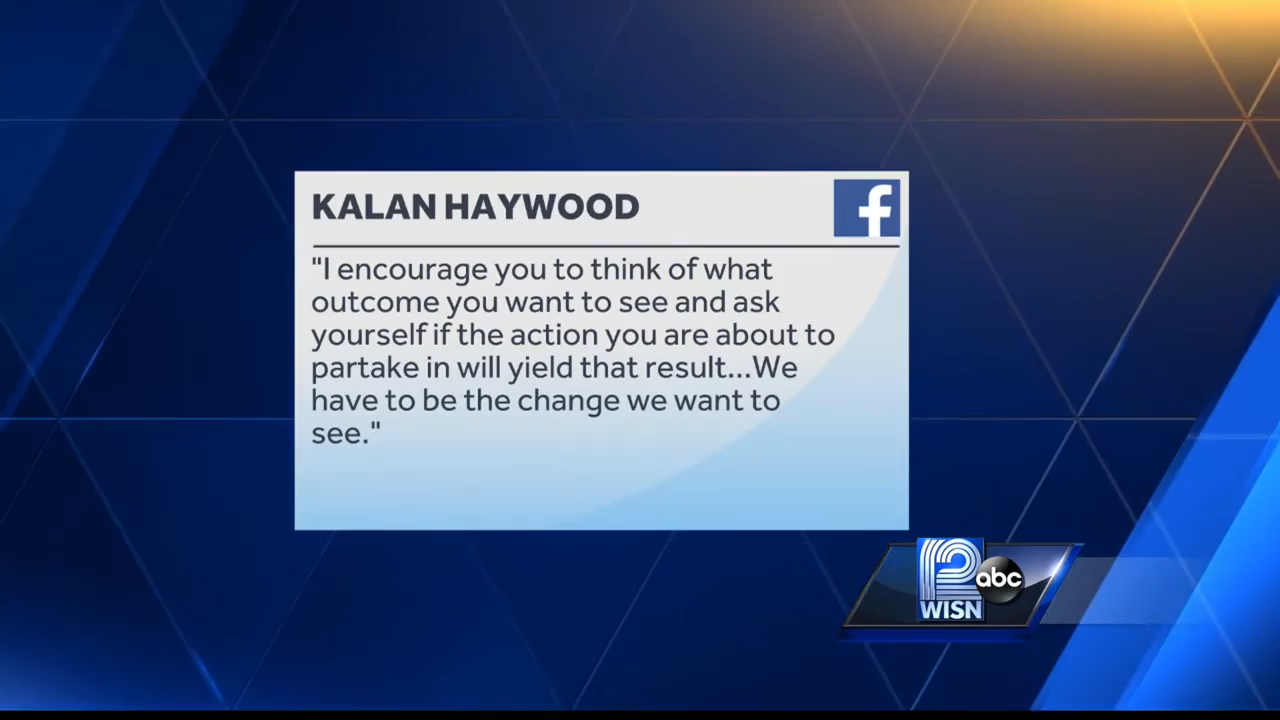 KALAN HAYWOOD
f
"I encourage you to think of what
outcome you want to see and ask
yourself if the action you are about to
partake in will yield that result...We
have to be the change we want to
see."
12
abc
WISN